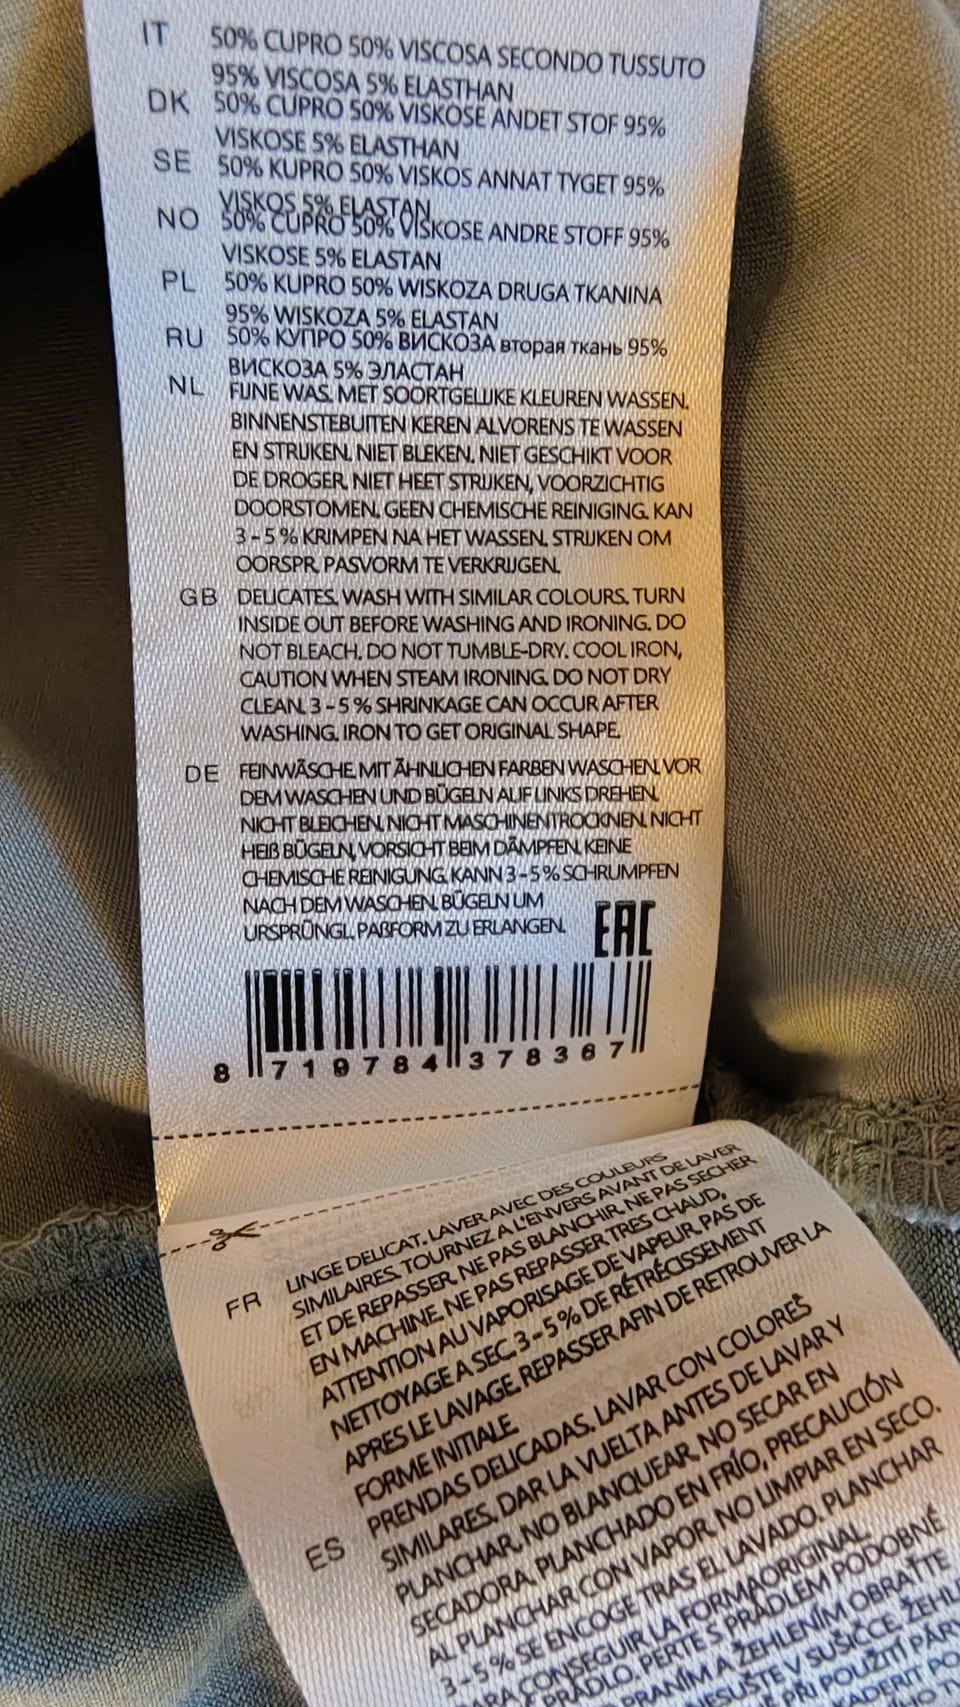 IT 50% CUPRO 50% VISCOSA SECONDO TUSSUTO
95% VISCOSA 5% ELASTHAN
DK 50% CUPRO 50% VISKOSE ANDET STOF 95%
VISKOSE 5% ELASTHAN
SE 50% KUPRO 50% VISKOS ANNAT TYGET 95%
VISKOS 5% ELASTAN
NO 50% CUPRO 50% VISKOSE ANDRE STOFF 95%
VISKOSE 5% ELASTAN
PL 50% KUPRO 50% WISKOZA DRUGA TKANINA
95% WISKOZA 5% ELASTAN
RU 50% КУПРО 50% ВИСКОЗА вторая ткань 95%
ВИСКОЗА 5% ЭЛАСТАН
NL FIJNE WAS. MET SOORTGELIJKE KLEUREN WASSEN.
BINNENSTEBUITEN KEREN ALVORENS TE WASSEN
EN STRIJKEN. NIET BLEKEN. NIET GESCHIKT VOOR
DE DROGER. NIET HEET STRIJKEN, VOORZICHTIG
DOORSTOMEN. GEEN CHEMISCHE REINIGING. KAN
3-5% KRIMPEN NA HET WASSEN. STRIJKEN OM
OORSPR. PASVORM TE VERKRIJGEN.
GB DELICATES. WASH WITH SIMILAR COLOURS. TURN
INSIDE OUT BEFORE WASHING AND IRONING. DO
NOT BLEACH. DO NOT TUMBLE-DRY. COOL IRON,
CAUTION WHEN STEAM IRONING. DO NOT DRY
CLEAN. 3-5% SHRINKAGE CAN OCCUR AFTER
WASHING. IRON TO GET ORIGINAL SHAPE.
DE FEINWÄSCHE. MIT ÄHNLICHEN FARBEN WASCHEN. VOR
DEM WASCHEN UND BÜGELN AUF LINKS DREHEN.
NICHT BLEICHEN. NICHT MASCHINENTROCKNEN. NICHT
HEIß BÜGELN, VORSICHT BEIM DÄMPFEN. KEINE
CHEMISCHE REINIGUNG. KANN 3-5% SCHRUMPFEN
NACH DEM WASCHEN. BÜGELN UM
URSPRÜNGL. PAßFORM ZU ERLANGEN.
EAC
8 719784 378367
FR LINGE DELICAT. LAVER AVEC DES COULEURS
SIMILAIRES. TOURNEZ A L'ENVERS AVANT DE LAVER
ET DE REPASSER. NE PAS BLANCHIR. NE PAS SECHER
EN MACHINE. NE PAS REPASSER TRES CHAUD,
ATTENTION AU VAPORISAGE DE VAPEUR. PAS DE
NETTOYAGE A SEC. 3-5% DE RÉTRÉCISSEMENT
APRES LE LAVAGE. REPASSER AFIN DE RETROUVER LA
FORME INITIALE.
ES PRENDAS DELICADAS. LAVAR CON COLORES
SIMILARES. DAR LA VUELTA ANTES DE LAVAR Y
PLANCHAR. NO BLANQUEAR. NO SECAR EN
SECADORA. PLANCHADO EN FRÍO, PRECAUCIÓN
AL PLANCHAR CON VAPOR. NO LIMPIAR EN SECO.
3-5% SE ENCOGE TRAS EL LAVADO. PLANCHAR
PARA CONSEGUIR LA FORMA ORIGINAL
PRÁDLO. PERTE S PRÁDLEM PODOBNÉ
PRANÍM A ŽEHLENÍM OBRAŤTE
V SUŠIČCE.
PŘI POUŽITÍ